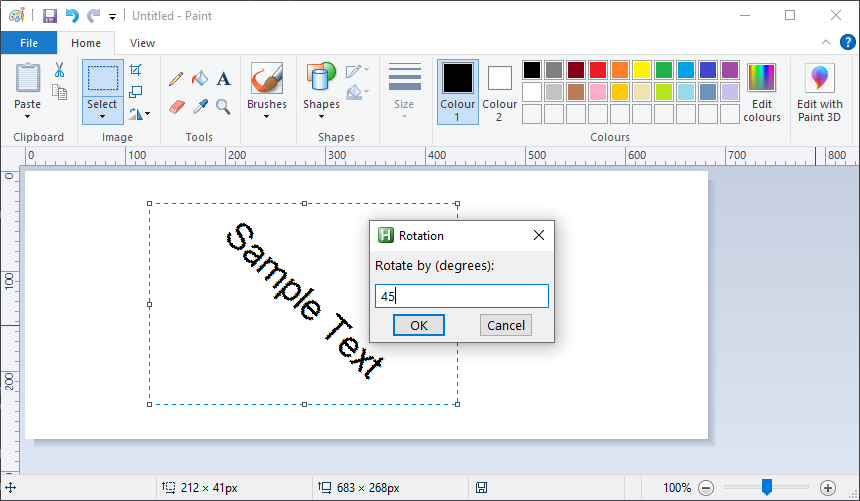 Untitled - Paint
File
Home
View
Paste
Select
Brushes
Shapes
Size
Colour
1
Colour
2
Edit
colours
Edit with
Paint 3D
Clipboard
Image
Tools
Shapes
Colours
0
100
200
300
400
500
600
700
800
0
100
200
Sample Text
Rotation
Rotate by (degrees):
45
OK
Cancel
212 × 41px
683 × 268px
100%